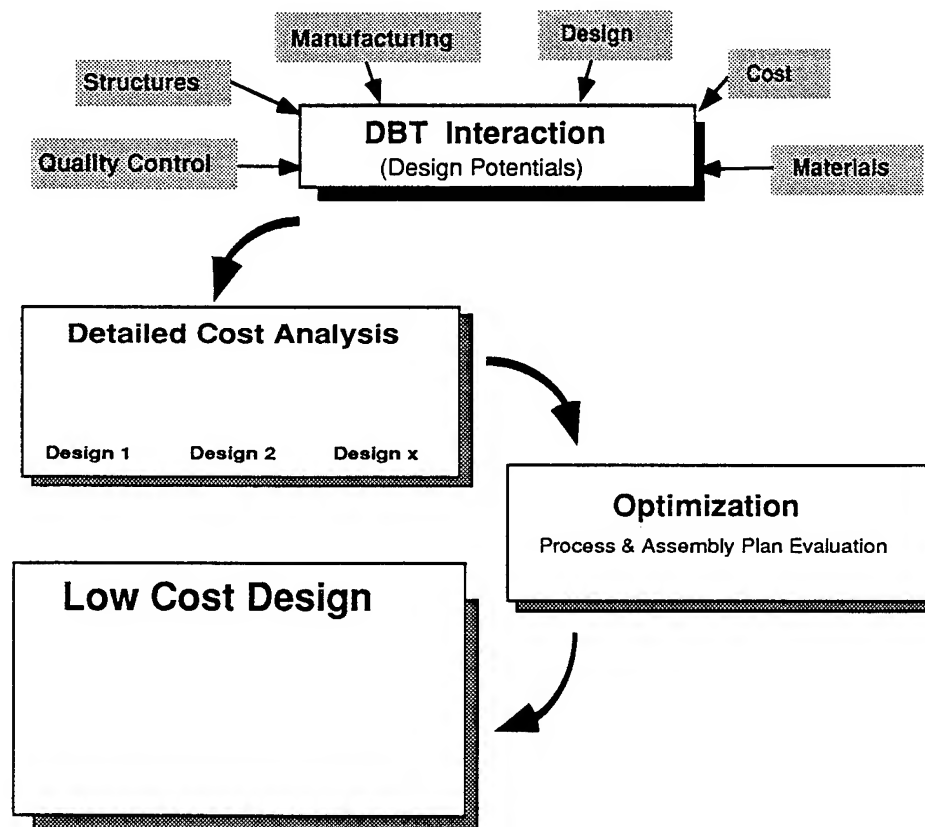 Manufacturing
Design
Structures
Cost
DBT Interaction
(Design Potentials)
Quality Control
Materials
Detailed Cost Analysis
Design 1 Design 2 Design x
Optimization
Process & Assembly Plan Evaluation
Low Cost Design